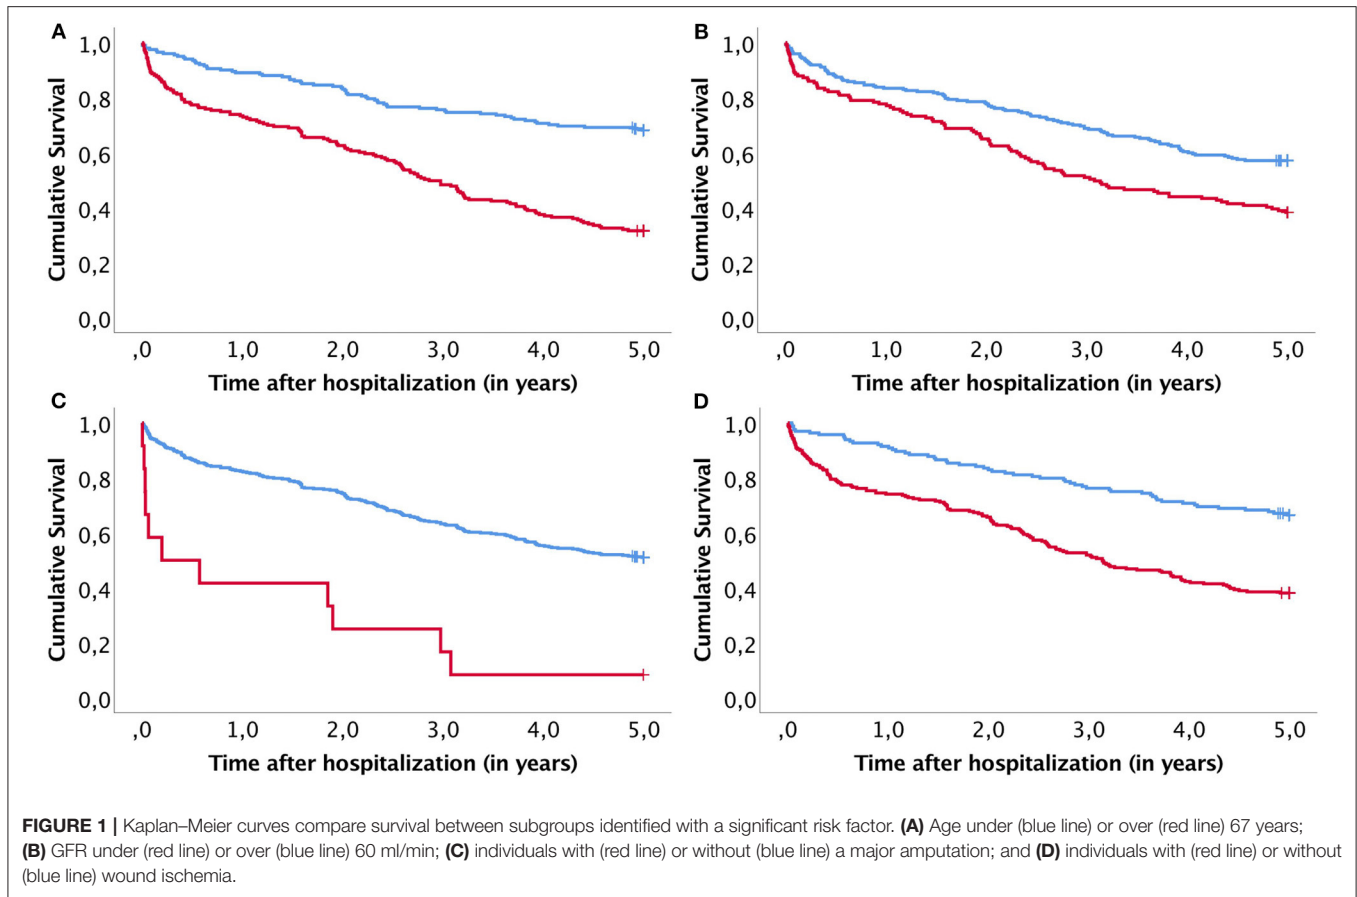 A
1,0
0,8
0,6
0,4
0,2
0,0
Cumulative Survival
,0 1,0 2,0 3,0 4,0 5,0
Time after hospitalization (in years)
B
1,0
0,8
0,6
0,4
0,2
0,0
Cumulative Survival
,0 1,0 2,0 3,0 4,0 5,0
Time after hospitalization (in years)
C
1,0
0,8
0,6
0,4
0,2
0,0
Cumulative Survival
,0 1,0 2,0 3,0 4,0 5,0
Time after hospitalization (in years)
D
1,0
0,8
0,6
0,4
0,2
0,0
Cumulative Survival
,0 1,0 2,0 3,0 4,0 5,0
Time after hospitalization (in years)
FIGURE 1 | Kaplan–Meier curves compare survival between subgroups identified with a significant risk factor. (A) Age under (blue line) or over (red line) 67 years;
(B) GFR under (red line) or over (blue line) 60 ml/min; (C) individuals with (red line) or without (blue line) a major amputation; and (D) individuals with (red line) or without
(blue line) wound ischemia.